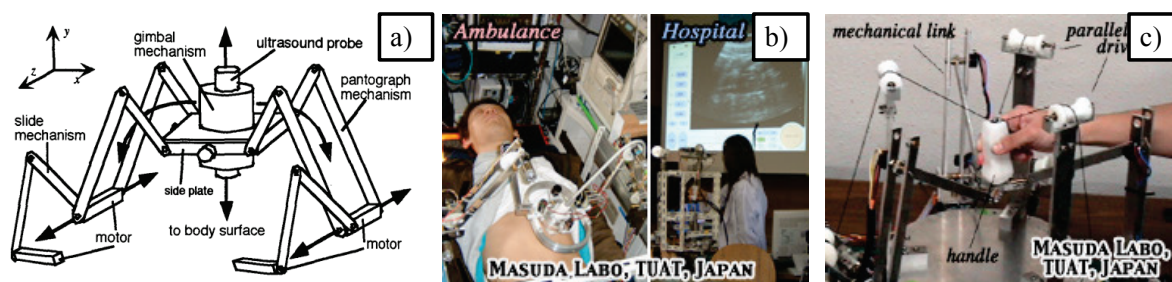 a)
y
z
x
gimbal
mechanism
ultrasound probe
pantograph
mechanism
slide
mechanism
side plate
motor
to body surface
motor
b)
Ambulance
Hospital
MASUDA LABO, TUAT, JAPAN
c)
mechanical link
parallel
driv
handle
MASUDA LABO,
TUAT, JAPAN